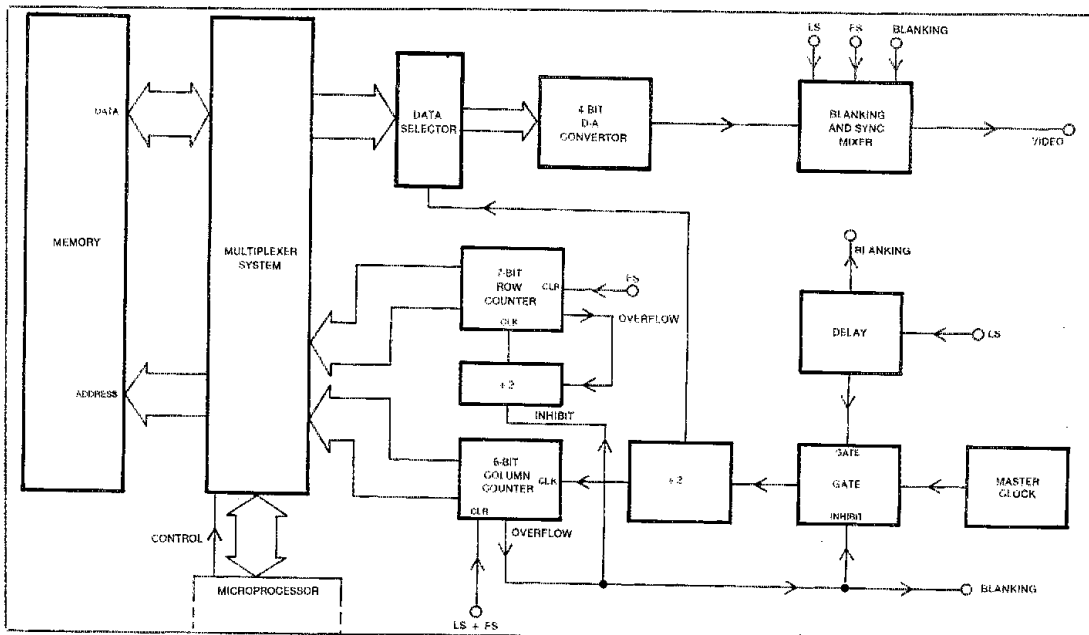 LS
FS
BLANKING
DATA
DATA
SELECTOR
4 BIT
D-A
CONVERTOR
BLANKING
AND SYNC
MIXER
VIDEO
MEMORY
MULTIPLEXER
SYSTEM
7-BIT
ROW
COUNTER
CLR
CLK
FS
OVERFLOW
BLANKING
DELAY
LS
÷ 2
INHIBIT
ADDRESS
6-BIT
COLUMN
COUNTER
CLK
CLR
÷ 2
GATE
GATE
INHIBIT
MASTER
CLOCK
OVERFLOW
CONTROL
MICROPROCESSOR
LS + FS
BLANKING